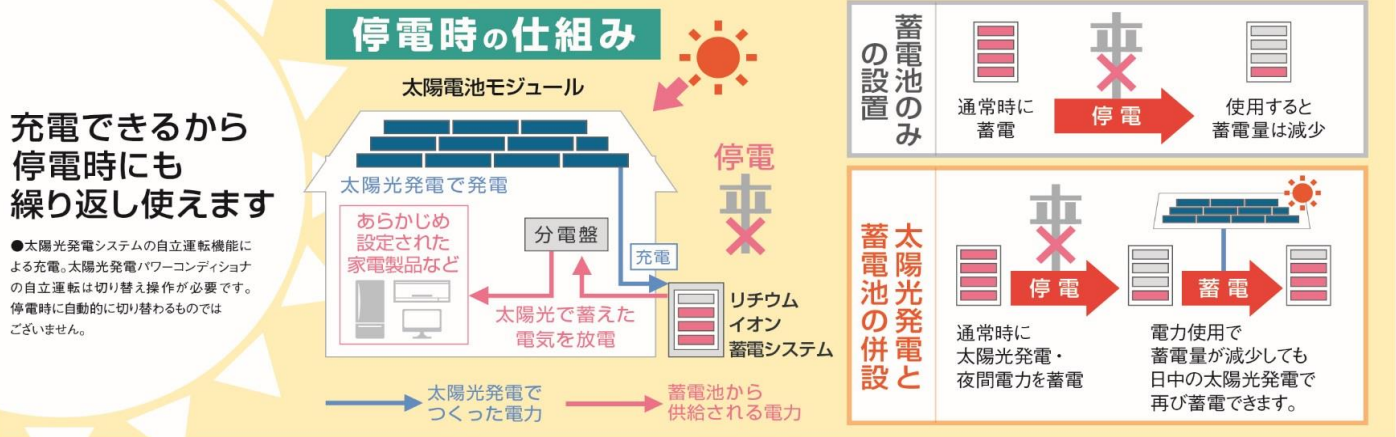 充電できるから
停電時にも
繰り返し使えます
●太陽光発電システムの自立運転機能に
よる充電。太陽光発電パワーコンディショナ
の自立運転は切り替え操作が必要です。
停電時に自動的に切り替わるものでは
ございません。
停電時の仕組み
太陽電池モジュール
太陽光発電で発電
あらかじめ
設定された
家電製品など
分電盤
充電
停電
太陽光で蓄えた
電気を放電
リチウム
イオン
蓄電システム
太陽光発電で
つくった電力
蓄電池から
供給される電力
蓄電池のみ
の設置
通常時に
蓄電
停電
使用すると
蓄電量は減少
太陽光発電と
蓄電池の併設
停電
蓄電
通常時に
太陽光発電・
夜間電力を蓄電
電力使用で
蓄電量が減少しても
日中の太陽光発電で
再び蓄電できます。